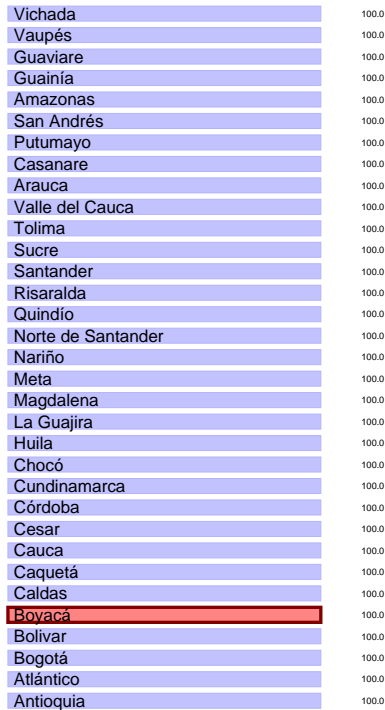 Vichada 100.0
Vaupés 100.0
Guaviare 100.0
Guainía 100.0
Amazonas 100.0
San Andrés 100.0
Putumayo 100.0
Casanare 100.0
Arauca 100.0
Valle del Cauca 100.0
Tolima 100.0
Sucre 100.0
Santander 100.0
Risaralda 100.0
Quindío 100.0
Norte de Santander 100.0
Nariño 100.0
Meta 100.0
Magdalena 100.0
La Guajira 100.0
Huila 100.0
Chocó 100.0
Cundinamarca 100.0
Córdoba 100.0
Cesar 100.0
Cauca 100.0
Caquetá 100.0
Caldas 100.0
Boyacá 100.0
Bolivar 100.0
Bogotá 100.0
Atlántico 100.0
Antioquia 100.0